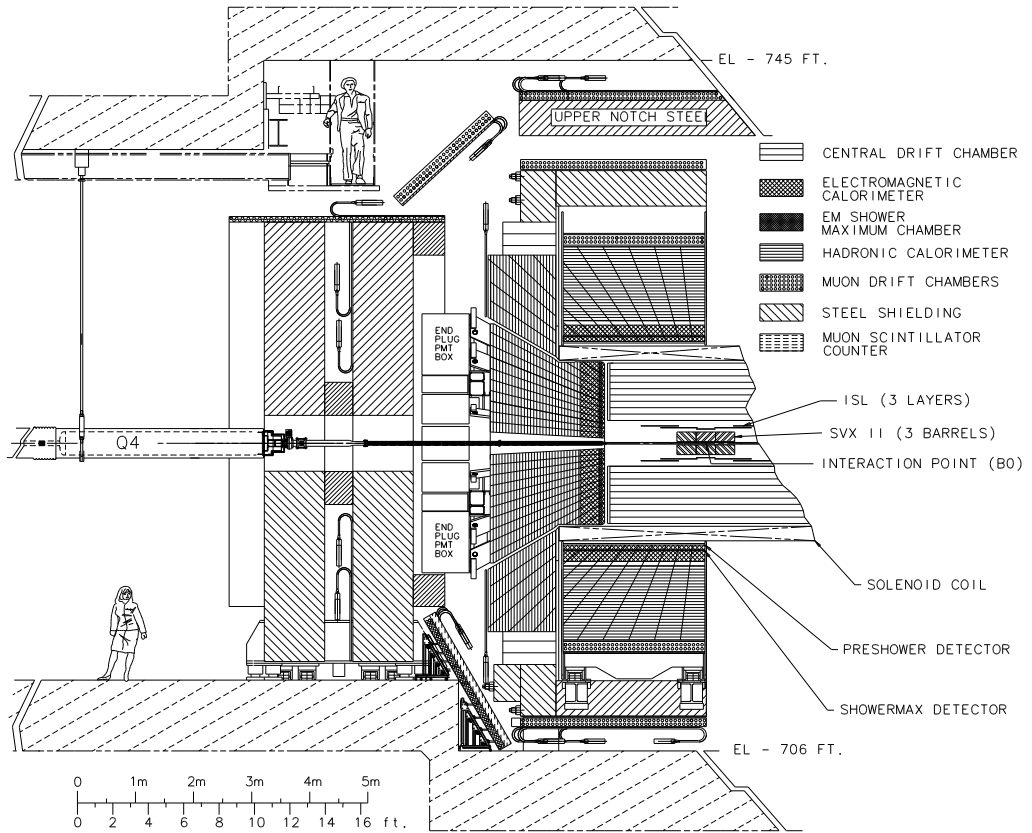 EL - 745 FT.
UPPER NOTCH STEEL
CENTRAL DRIFT CHAMBER
ELECTROMAGNETIC
CALORIMETER
EM SHOWER
MAXIMUM CHAMBER
HADRONIC CALORIMETER
MUON DRIFT CHAMBERS
STEEL SHIELDING
MUON SCINTILLATOR
COUNTER
END
PLUG
PMT
BOX
ISL (3 LAYERS)
SVX II (3 BARRELS)
INTERACTION POINT (B0)
Q4
END
PLUG
PMT
BOX
SOLENOID COIL
PRESHOWER DETECTOR
SHOWERMAX DETECTOR
EL - 706 FT.
0 1m 2m 3m 4m 5m
0 2 4 6 8 10 12 14 16 ft.